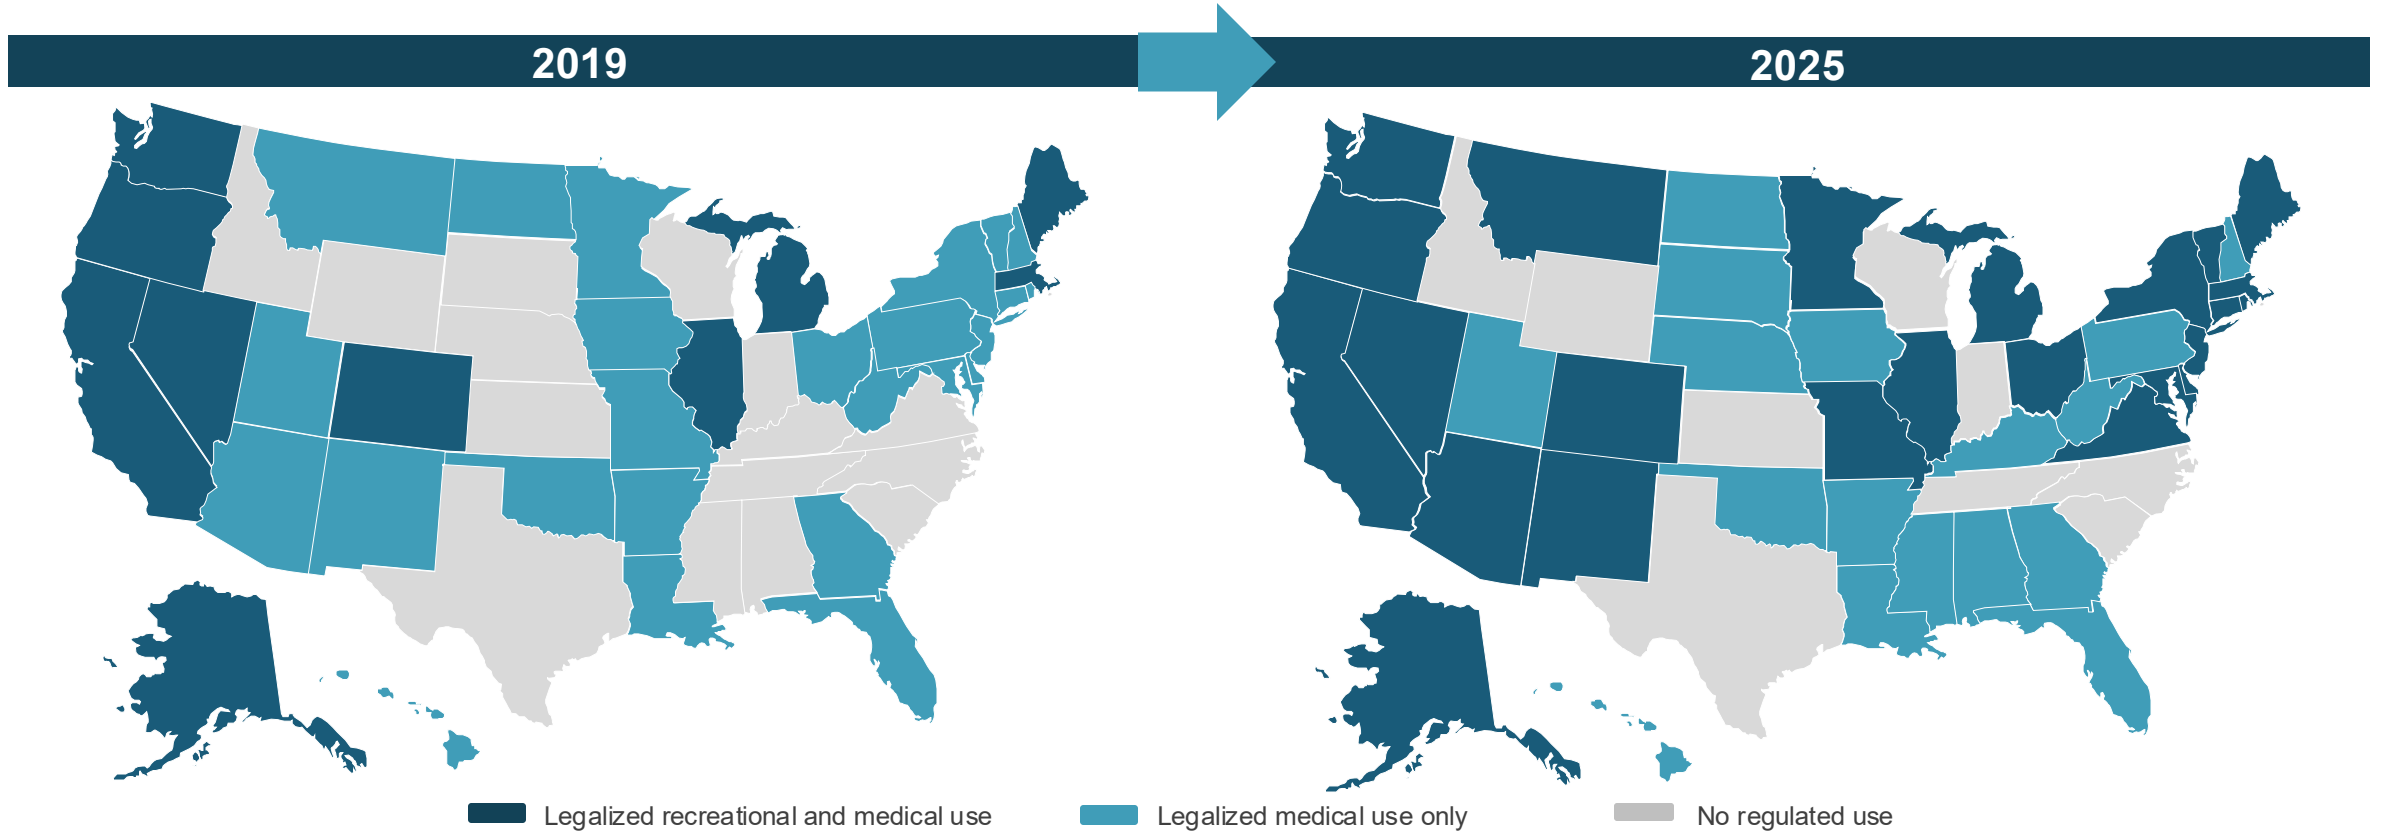 2019
2025
Legalized recreational and medical use
Legalized medical use only
No regulated use